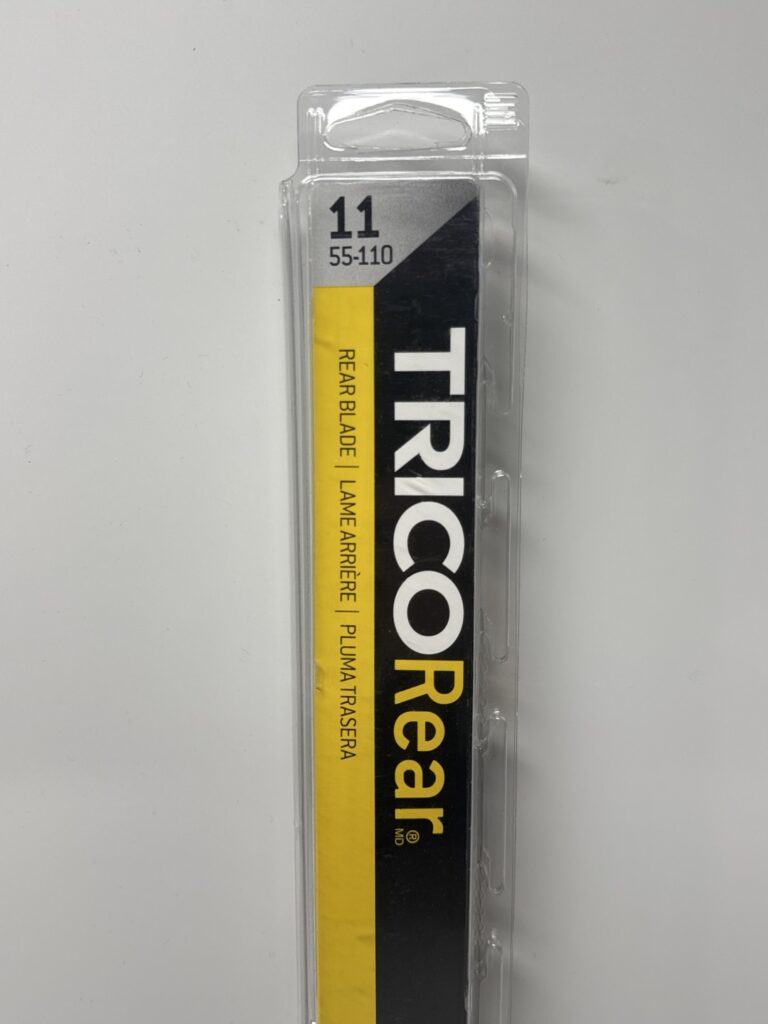 11
55-110
TRICORear®
MD
REAR BLADE | LAME ARRIÈRE | PLUMA TRASERA